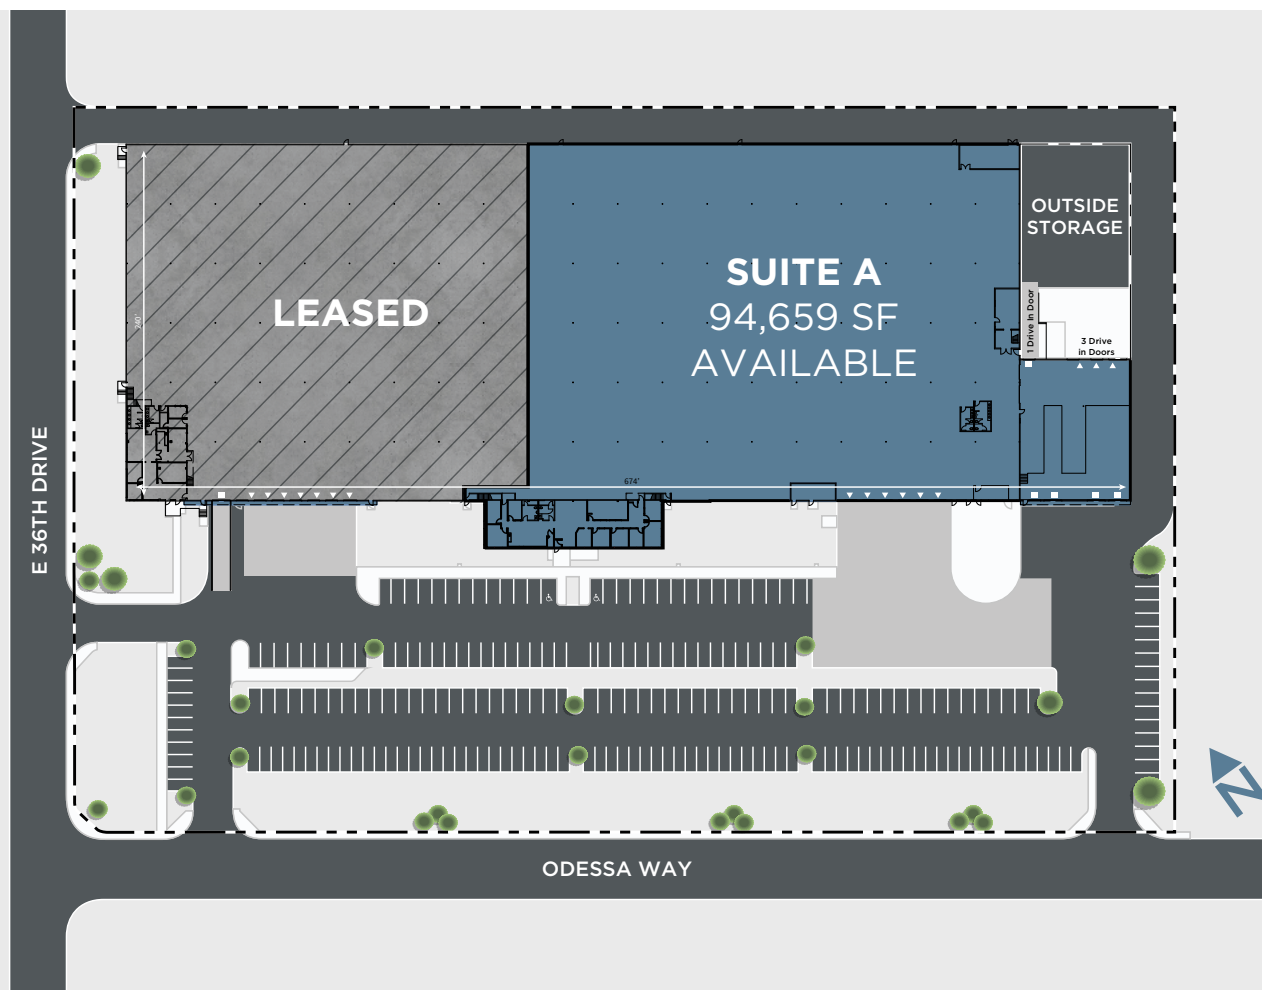 OUTSIDE
STORAGE
SUITE A
94,659 SF
AVAILABLE
LEASED
240'
1 Drive In Door
3 Drive
in Doors
674'
E 36TH DRIVE
N
ODESSA WAY